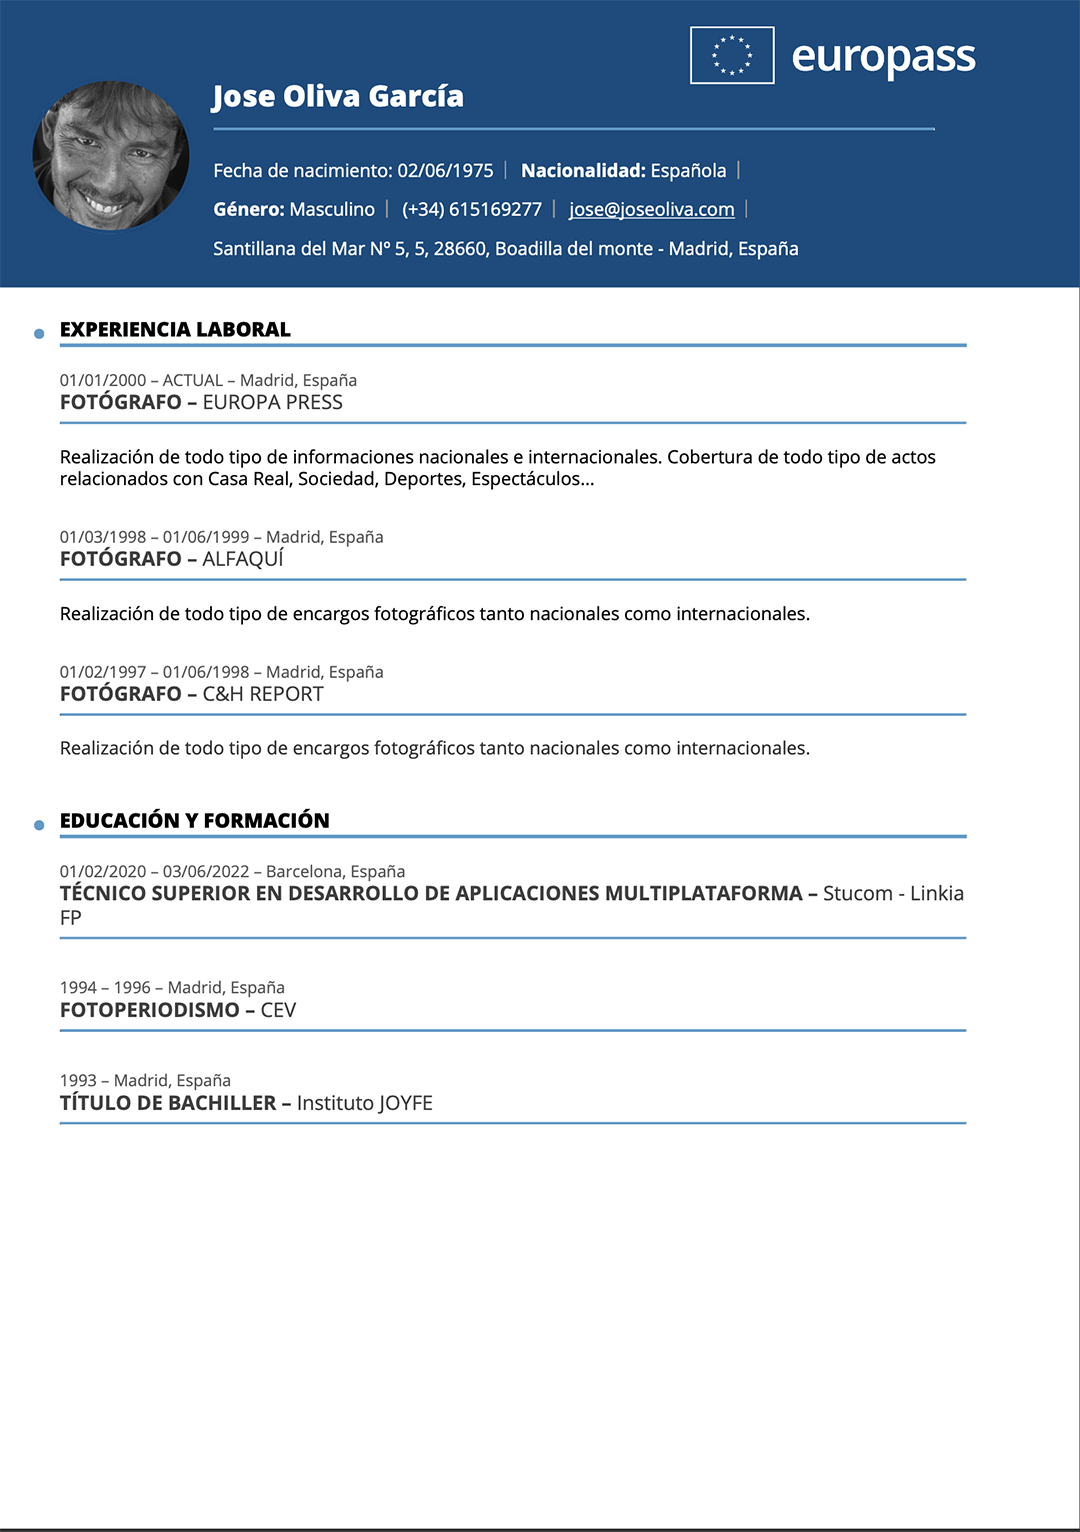 europass
Jose Oliva García
Fecha de nacimiento: 02/06/1975 | Nacionalidad: Española |
Género: Masculino | (+34) 615169277 | jose@joseoliva.com |
Santillana del Mar Nº 5, 5, 28660, Boadilla del monte - Madrid, España
EXPERIENCIA LABORAL
01/01/2000 – ACTUAL – Madrid, España
FOTÓGRAFO – EUROPA PRESS
Realización de todo tipo de informaciones nacionales e internacionales. Cobertura de todo tipo de actos
relacionados con Casa Real, Sociedad, Deportes, Espectáculos...
01/03/1998 – 01/06/1999 – Madrid, España
FOTÓGRAFO – ALFAQUÍ
Realización de todo tipo de encargos fotográficos tanto nacionales como internacionales.
01/02/1997 – 01/06/1998 – Madrid, España
FOTÓGRAFO – C&H REPORT
Realización de todo tipo de encargos fotográficos tanto nacionales como internacionales.
EDUCACIÓN Y FORMACIÓN
01/02/2020 – 03/06/2022 – Barcelona, España
TÉCNICO SUPERIOR EN DESARROLLO DE APLICACIONES MULTIPLATAFORMA – Stucom - Linkia
FP
1994 – 1996 – Madrid, España
FOTOPERIODISMO – CEV
1993 – Madrid, España
TÍTULO DE BACHILLER – Instituto JOYFE